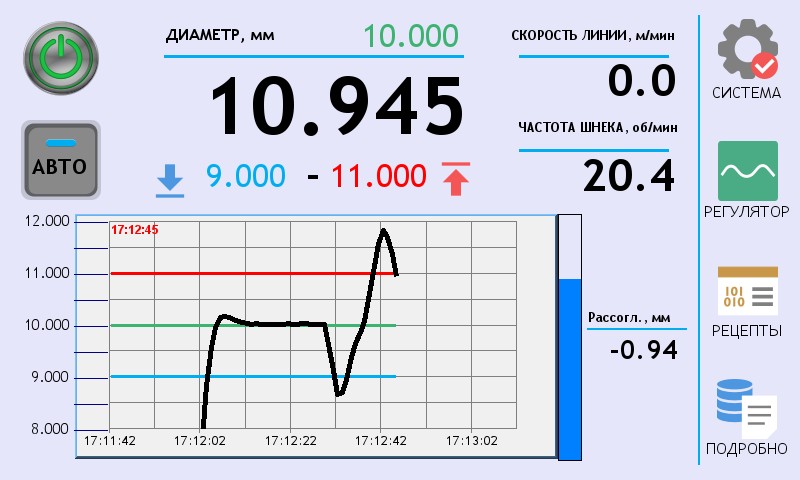 ДИАМЕТР, мм
10.000
СКОРОСТЬ ЛИНИИ, м/мин
10.945
0.0
СИСТЕМА
АВТО
ЧАСТОТА ШНЕКА, об/мин
9.000 - 11.000
20.4
РЕГУЛЯТОР
12.000
17:12:45
11.000
10.000
9.000
8.000
17:11:42
17:12:02
17:12:22
17:12:42
17:13:02
Рассогл., мм
-0.94
101
010
РЕЦЕПТЫ
ПОДРОБНО